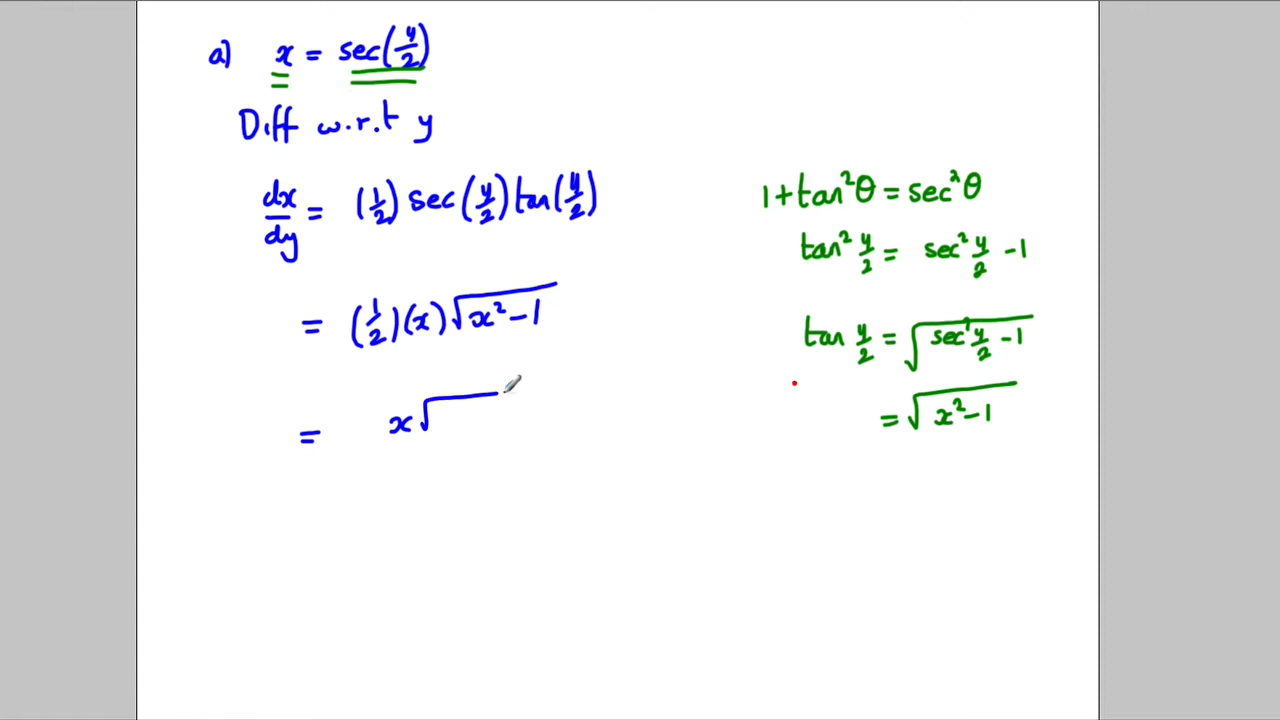 a) x = sec(y/2)
Diff w.r.t y
dx/dy = (1/2) sec(y/2) tan(y/2)
= (1/2)(x)√(x² - 1)
= x√
1 + tan²θ = sec²θ
tan² y/2 = sec² y/2 - 1
tan y/2 = √(sec² y/2 - 1)
= √(x² - 1)